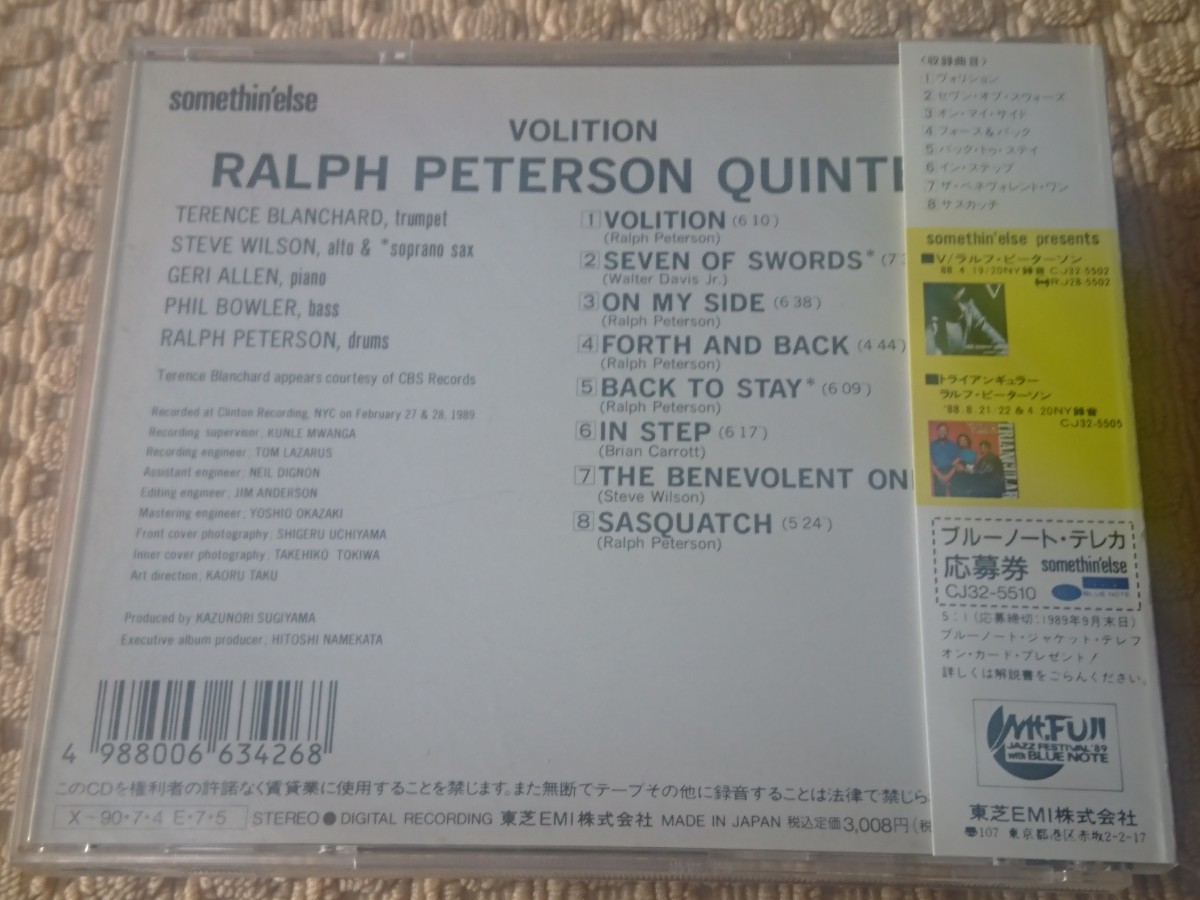 somethin'else
VOLITION
RALPH PETERSON QUINT
TERENCE BLANCHARD, trumpet
STEVE WILSON, alto & *soprano sax
GERI ALLEN, piano
PHIL BOWLER, bass
RALPH PETERSON, drums
Terence Blanchard appears courtesy of CBS Records
Recorded at Clinton Recording, NYC on February 27 & 28, 1989
Recording supervisor; KUNLE MWANGA
Recording engineer; TOM LAZARUS
Assistant engineer; NEIL DIGNON
Editing engineer; JIM ANDERSON
Mastering engineer; YOSHIO OKAZAKI
Front cover photography; SHIGERU UCHIYAMA
Inner cover photography; TAKEHIKO TOKIWA
Art direction; KAORU TAKU
Produced by KAZUNORI SUGIYAMA
Executive album producer; HITOSHI NAMEKATA
1 VOLITION (6 10)
(Ralph Peterson)
2 SEVEN OF SWORDS* (7
(Walter Davis Jr.)
3 ON MY SIDE (6 38)
(Ralph Peterson)
4 FORTH AND BACK (4 44)
(Ralph Peterson)
5 BACK TO STAY* (6 09)
(Ralph Peterson)
6 IN STEP (6 17)
(Brian Carrott)
7 THE BENEVOLENT ON
(Steve Wilson)
8 SASQUATCH (5 24)
(Ralph Peterson)
4 988006 634268
このCDを権利者の許諾なく賃貸業に使用することを禁じます。また無断でテープその他に録音することは法律で禁じら
X〜90・7・4 E・7・5 STEREO● DIGITAL RECORDING 東芝EMI株式会社 MADE IN JAPAN 税込定価3,008円(税
〈収録曲目〉
1 ヴォリション
2 セヴン・オブ・スウォーズ
3 オン・マイ・サイド
4 フォース&バック
5 バック・トゥ・ステイ
6 イン・ステップ
7 ザ・ベネヴォレント・ワン
8 サスカッチ
somethin'else presents
■V/ラルフ・ピーターソン
'88.4.19/20NY録音 CJ32-5502
RJ28-5502
V
■トライアンギュラー
ラルフ・ピーターソン
'88.8.21/22 & 4.20NY録音
CJ32-5505
TRIANGULAR
ブルーノート・テレカ
応募券 somethin'else
CJ32-5510 BLUE NOTE
5:1(応募締切:1989年9月末日)
ブルーノート・ジャケット・テレフ
オン・カード・プレゼント!
詳しくは解説書をごらんください。
Mt.FUJI
JAZZ FESTIVAL'89
with BLUE NOTE
東芝EMI株式会社
〒107 東京都港区赤坂2-2-17